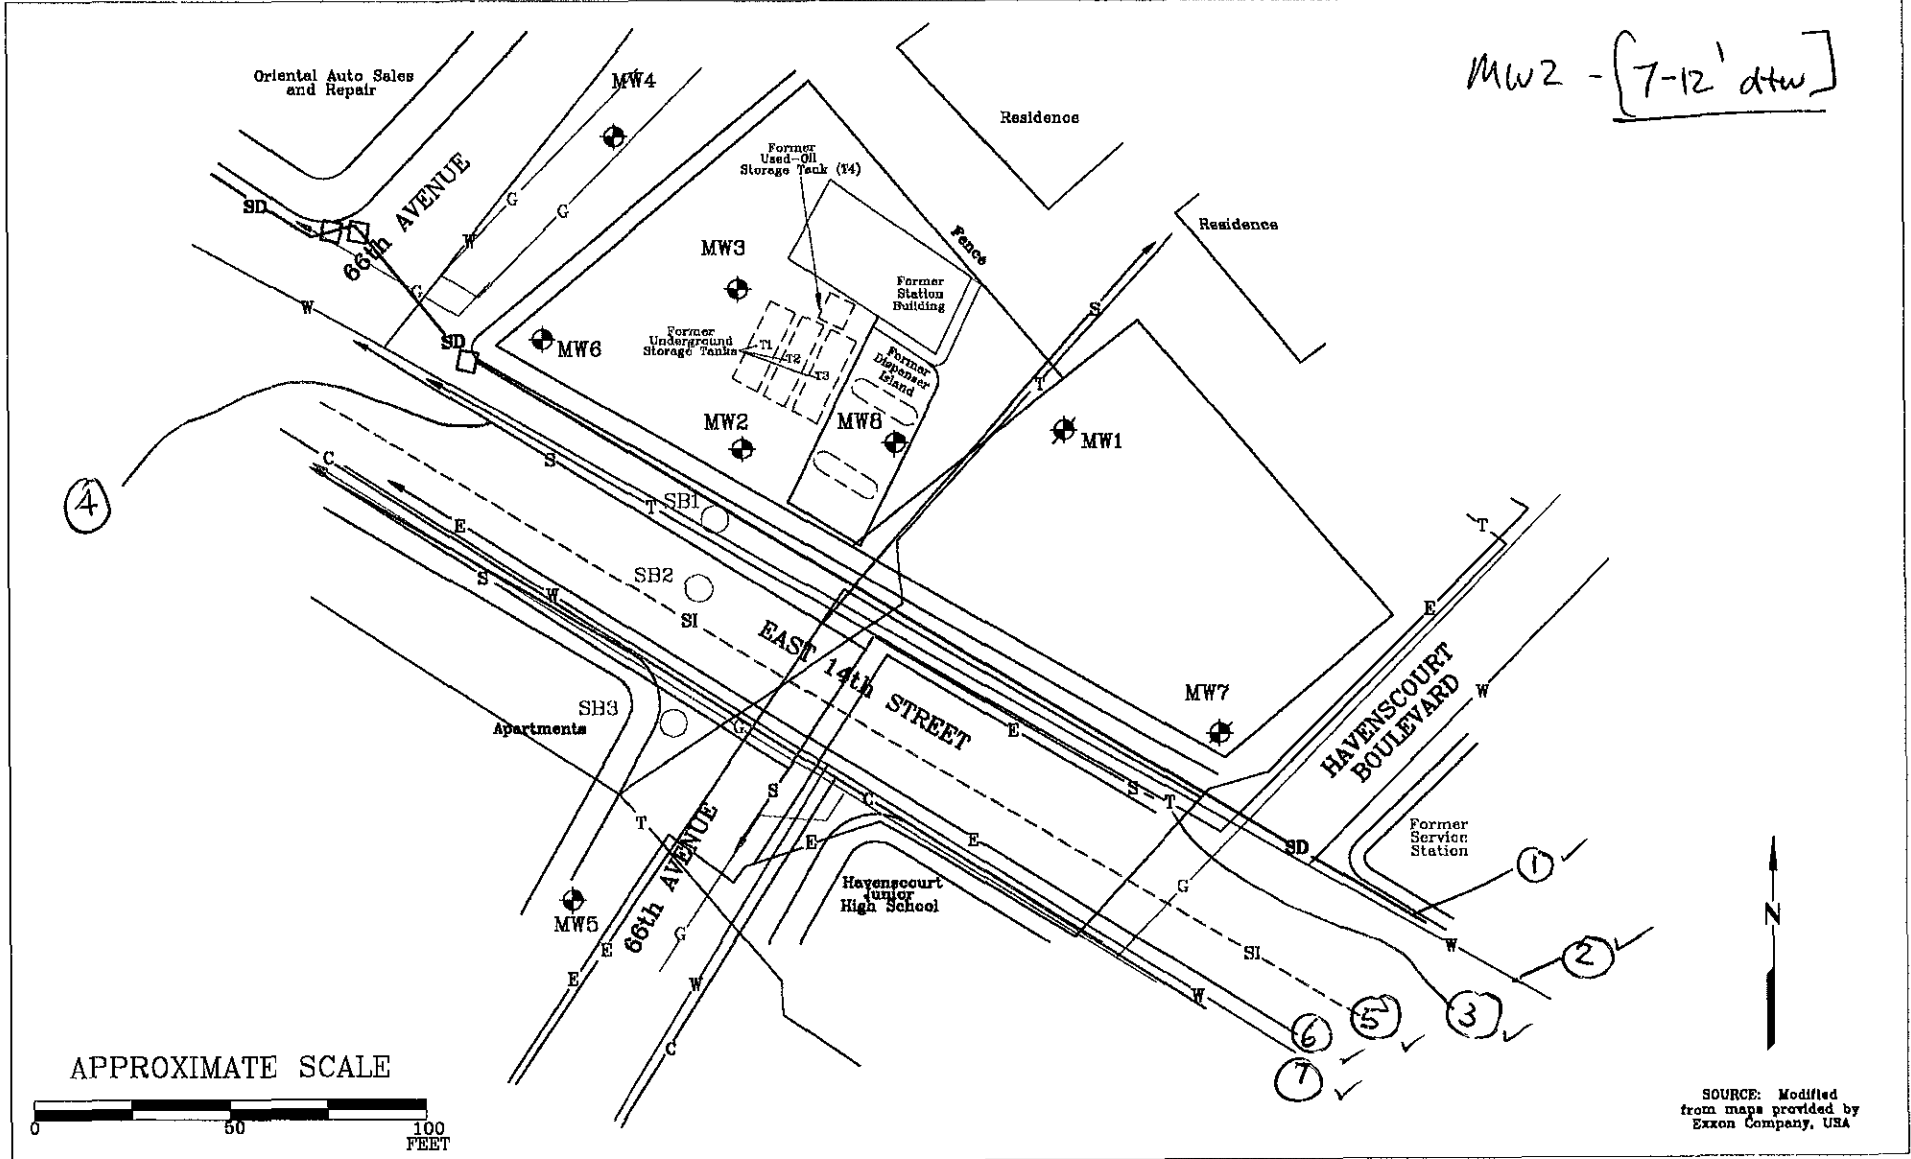 MW2 - [7-12' dtw]
Oriental Auto Sales
and Repair
MW4
Residence
Former
Used-Oil
Storage Tank (T4)
66th AVENUE
G
G
SD
W
Residence
Fence
MW3
Former
Station
Building
G
W
S
SD
MW6
Former
Underground
Storage Tanks
T1
T2
T3
Former
Dispenser
Island
T
MW2
MW8
MW1
4
C
S
T
SB1
E
T
SB2
S
W
SI
E
EAST 14th STREET
HAVENSCOURT
BOULEVARD
W
MW7
SB3
Apartments
G
E
S
C
S - T
T
E
E
SD
Former
Service
Station
1
66th AVENUE
Havenscourt
Junior
High School
G
N
MW5
G
E
E
W
SI
W
2
W
C
3
5
6
7
APPROXIMATE SCALE
0 50 100
FEET
SOURCE: Modified
from maps provided by
Exxon Company, USA